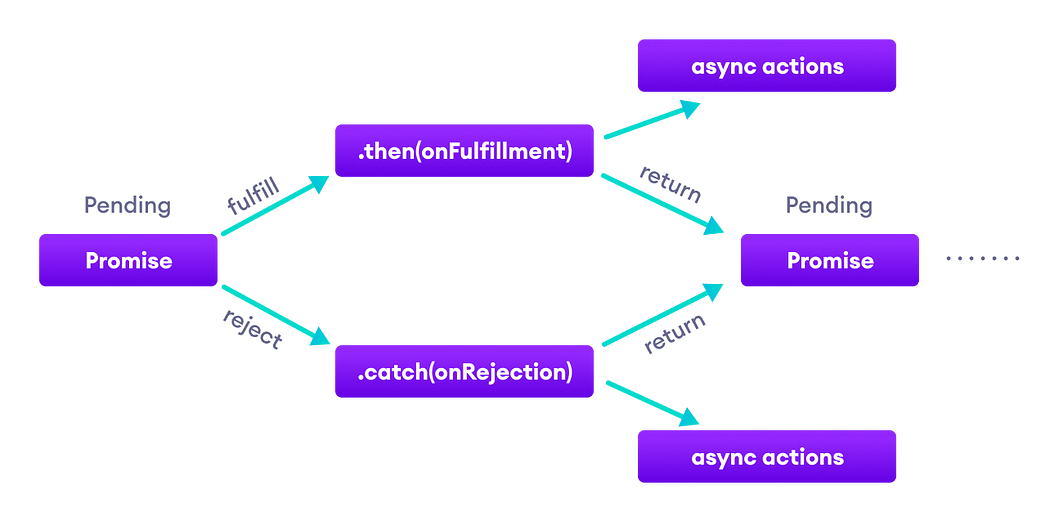 async actions
.then(onFulfillment)
fulfill
return
Pending
Pending
Promise
Promise
.......
reject
return
.catch(onRejection)
async actions